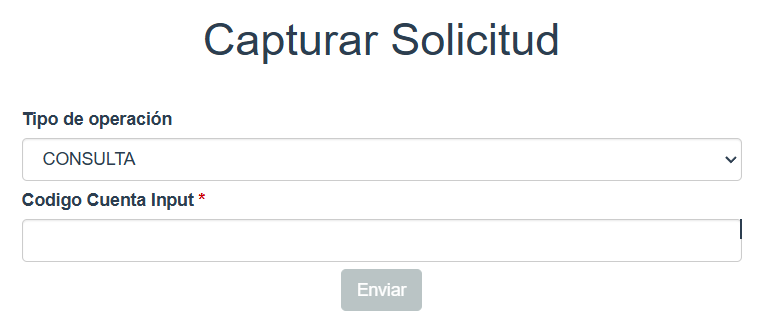 Capturar Solicitud
Tipo de operación
CONSULTA
Codigo Cuenta Input *
Enviar